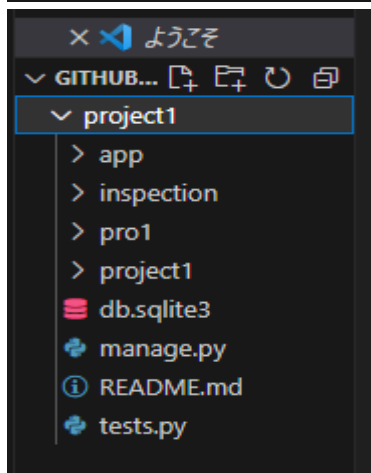 ようこそ
GITHUB...
project1
app
inspection
pro1
project1
db.sqlite3
manage.py
README.md
tests.py